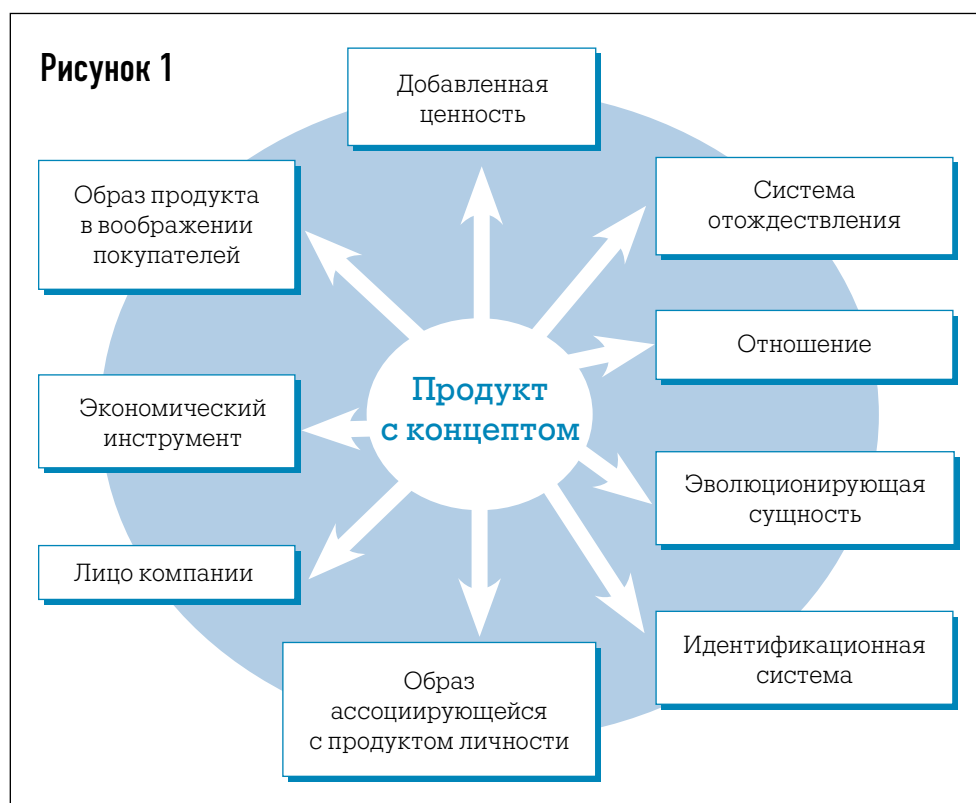 Рисунок 1
Добавленная
ценность
Образ продукта
в воображении
покупателей
Система
отождествления
Отношение
Продукт
с концептом
Экономический
инструмент
Эволюционирующая
сущность
Лицо компании
Идентификационная
система
Образ
ассоциирующейся
с продуктом личности